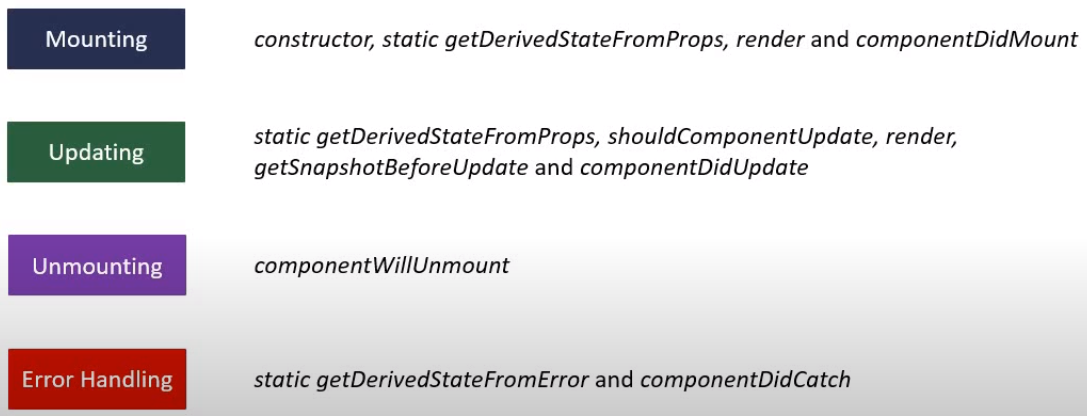 Mounting
constructor, static getDerivedStateFromProps, render and componentDidMount
Updating
static getDerivedStateFromProps, shouldComponentUpdate, render,
getSnapshotBeforeUpdate and componentDidUpdate
Unmounting
componentWillUnmount
Error Handling
static getDerivedStateFromError and componentDidCatch